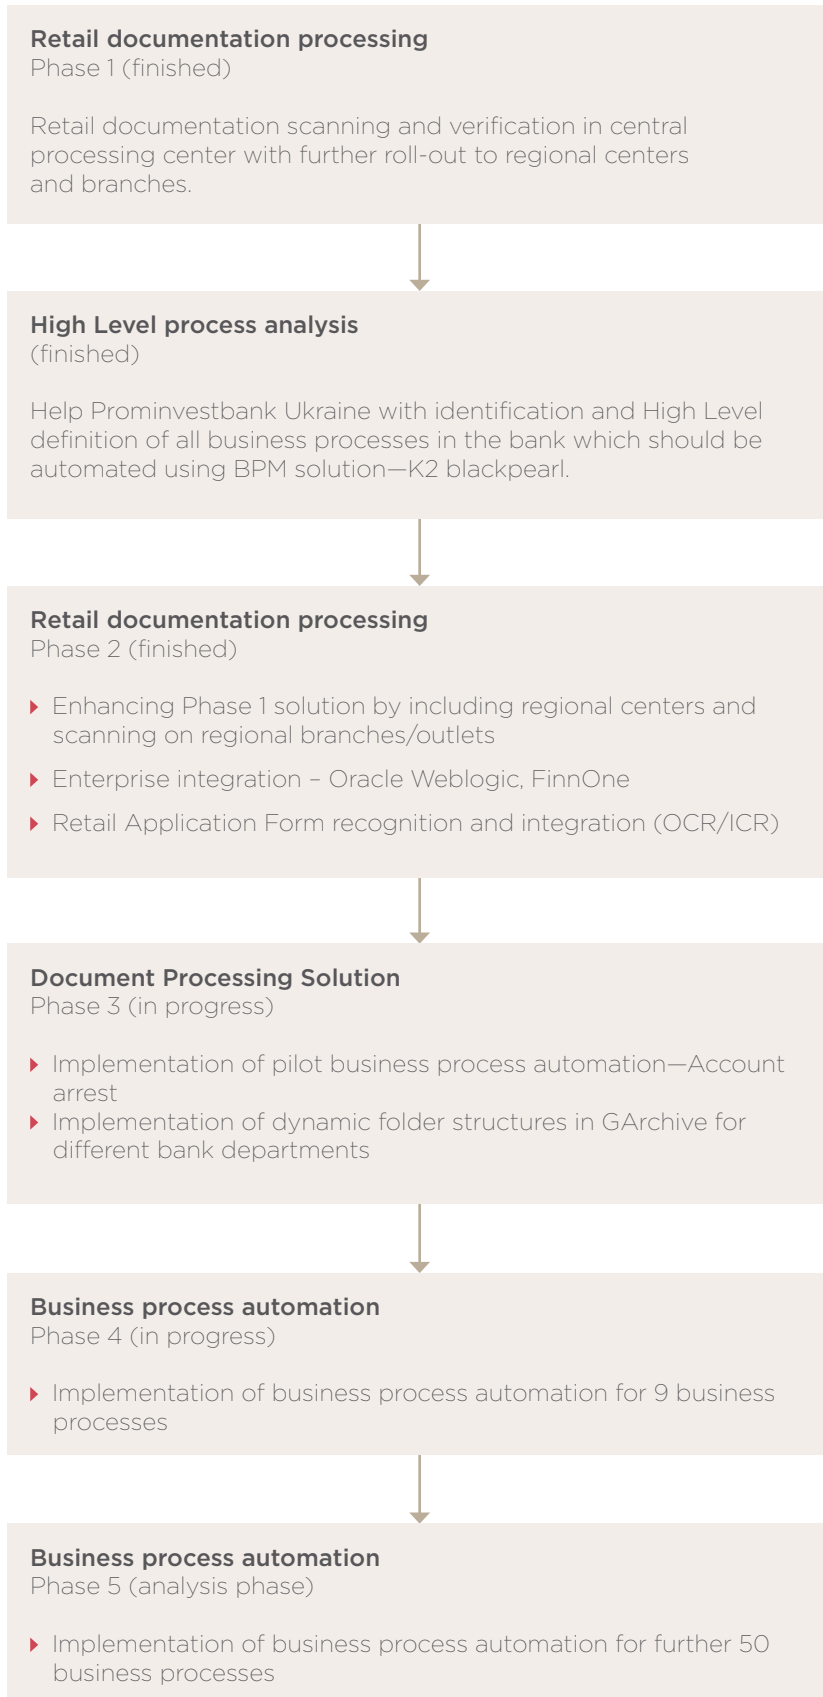 Retail documentation processing
Phase 1 (finished)
Retail documentation scanning and verification in central
processing center with further roll-out to regional centers
and branches.
High Level process analysis
(finished)
Help Prominvestbank Ukraine with identification and High Level
definition of all business processes in the bank which should be
automated using BPM solution—K2 blackpearl.
Retail documentation processing
Phase 2 (finished)
Enhancing Phase 1 solution by including regional centers and
scanning on regional branches/outlets
Enterprise integration – Oracle Weblogic, FinnOne
Retail Application Form recognition and integration (OCR/ICR)
Document Processing Solution
Phase 3 (in progress)
Implementation of pilot business process automation—Account
arrest
Implementation of dynamic folder structures in GArchive for
different bank departments
Business process automation
Phase 4 (in progress)
Implementation of business process automation for 9 business
processes
Business process automation
Phase 5 (analysis phase)
Implementation of business process automation for further 50
business processes